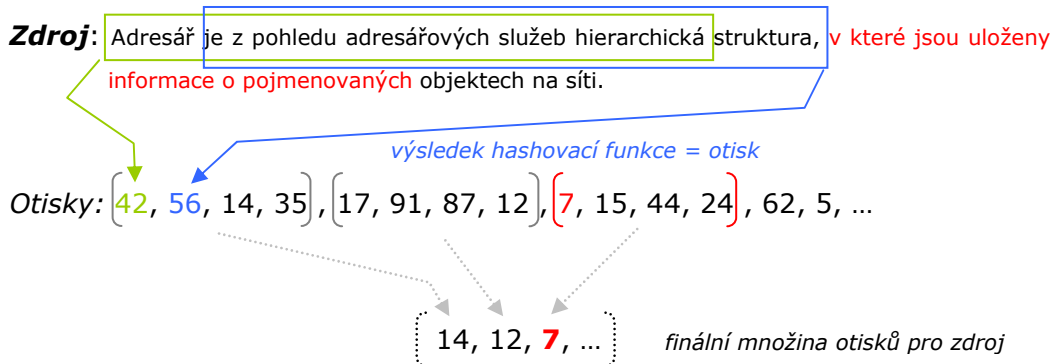 Zdroj: Adresář je z pohledu adresářových služeb hierarchická struktura, v které jsou uloženy
informace o pojmenovaných objektech na síti.
výsledek hashovací funkce = otisk
Otisky: [42, 56, 14, 35], [17, 91, 87, 12], [7, 15, 44, 24], 62, 5, …
[14, 12, 7, …] finální množina otisků pro zdroj